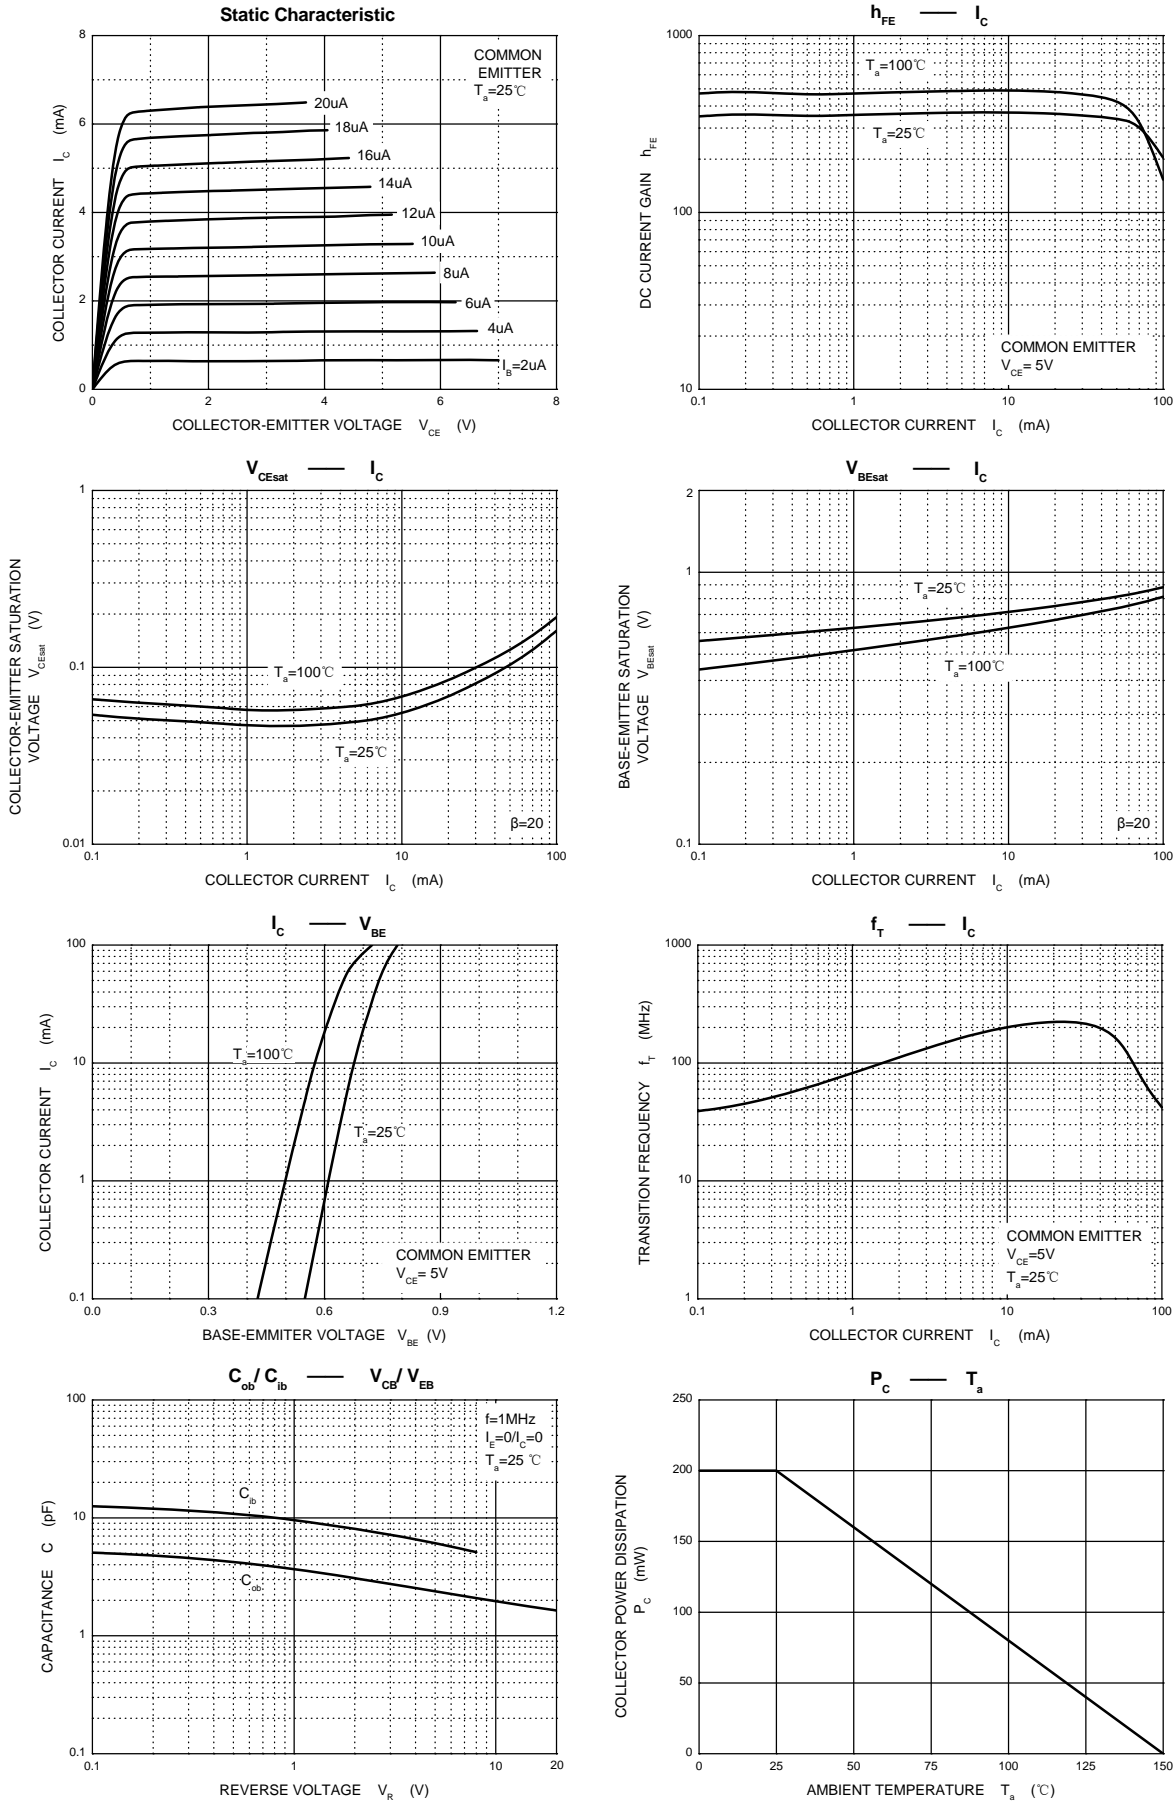 Static Characteristic
8
6
4
2
0
0
2
4
6
8
COMMON
EMITTER
Ta=25℃
20uA
18uA
16uA
14uA
12uA
10uA
8uA
6uA
4uA
IB=2uA
COLLECTOR CURRENT IC (mA)
COLLECTOR-EMITTER VOLTAGE VCE (V)
hFE —— IC
1000
100
10
0.1
1
10
100
Ta=100℃
Ta=25℃
COMMON EMITTER
VCE= 5V
DC CURRENT GAIN hFE
COLLECTOR CURRENT IC (mA)
VCEsat —— IC
1
0.1
0.01
0.1
1
10
100
Ta=100℃
Ta=25℃
β=20
COLLECTOR-EMITTER SATURATION
VOLTAGE VCEsat (V)
COLLECTOR CURRENT IC (mA)
VBEsat —— IC
2
1
0.1
0.1
1
10
100
Ta=25℃
Ta=100℃
β=20
BASE-EMITTER SATURATION
VOLTAGE VBEsat (V)
COLLECTOR CURRENT IC (mA)
IC —— VBE
100
10
1
0.1
0.0
0.3
0.6
0.9
1.2
Ta=100℃
Ta=25℃
COMMON EMITTER
VCE= 5V
COLLECTOR CURRENT IC (mA)
BASE-EMMITER VOLTAGE VBE (V)
fT —— IC
1000
100
10
1
0.1
1
10
100
COMMON EMITTER
VCE=5V
Ta=25℃
TRANSITION FREQUENCY fT (MHz)
COLLECTOR CURRENT IC (mA)
Cob/ Cib —— VCB/ VEB
100
10
1
0.1
0.1
1
10
20
f=1MHz
IE=0/IC=0
Ta=25 ℃
Cib
Cob
CAPACITANCE C (pF)
REVERSE VOLTAGE VR (V)
PC —— Ta
250
200
150
100
50
0
0
25
50
75
100
125
150
COLLECTOR POWER DISSIPATION
PC (mW)
AMBIENT TEMPERATURE Ta (℃)